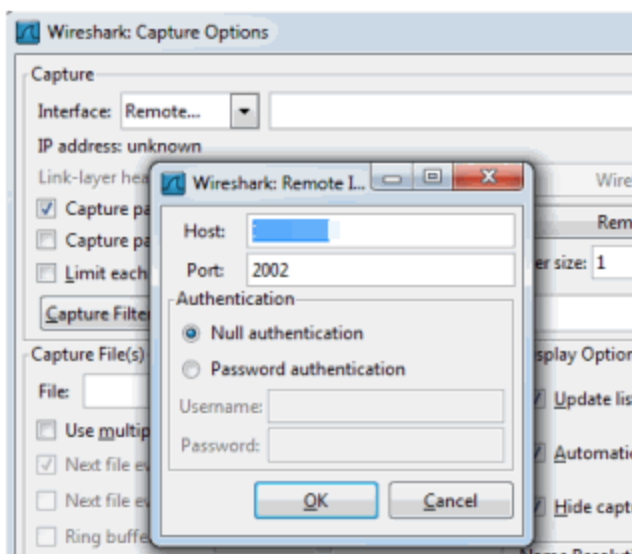 Wireshark: Capture Options
Capture
Interface: Remote...
IP address: unknown
Link-layer hea
Wire
Capture pa
Rem
Capture pa
Limit each
er size: 1
Capture Filter
Capture File(s)
splay Option
File:
Update lis
Use multip
Next file ev
Automatic
Next file ev
Hide capt
Ring buffe
Wireshark: Remote I...
Host:
Port: 2002
Authentication
Null authentication
Password authentication
Username:
Password:
OK Cancel